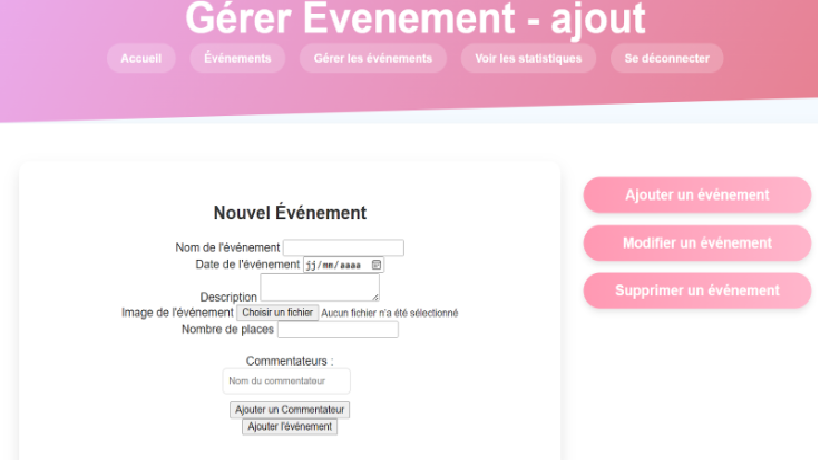 Gérer Evenement - ajout
Accueil Événements Gérer les événements Voir les statistiques Se déconnecter
Nouvel Événement
Nom de l'événement
Date de l'événement jj/mm/aaaa
Description
Image de l'événement Choisir un fichier Aucun fichier n'a été sélectionné
Nombre de places
Commentateurs :
Nom du commentateur
Ajouter un Commentateur
Ajouter l'événement
Ajouter un événement
Modifier un événement
Supprimer un événement